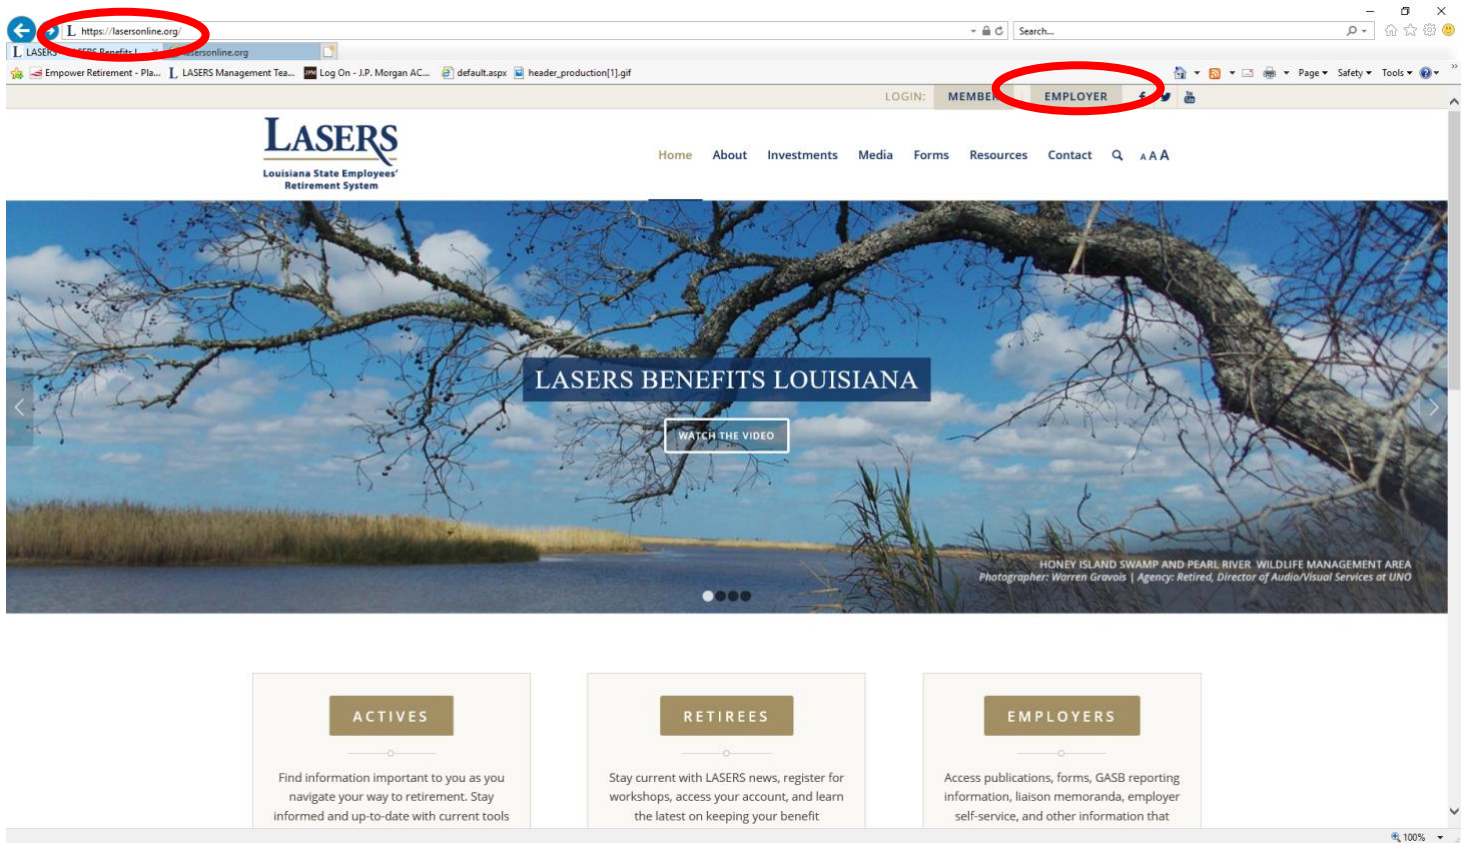 https://lasersonline.org/
Search...
lasersonline.org
Empower Retirement - Pla... L LASERS Management Tea... Log On - J.P. Morgan AC... default.aspx header_production[1].gif
Page Safety Tools
LOGIN: MEMBER EMPLOYER
LASERS
Louisiana State Employees'
Retirement System
Home About Investments Media Forms Resources Contact A A A
LASERS BENEFITS LOUISIANA
WATCH THE VIDEO
HONEY ISLAND SWAMP AND PEARL RIVER WILDLIFE MANAGEMENT AREA
Photographer: Warren Gravois | Agency: Retired, Director of Audio/Visual Services at UNO
ACTIVES
Find information important to you as you
navigate your way to retirement. Stay
informed and up-to-date with current tools
RETIREES
Stay current with LASERS news, register for
workshops, access your account, and learn
the latest on keeping your benefit
EMPLOYERS
Access publications, forms, GASB reporting
information, liaison memoranda, employer
self-service, and other information that
100%